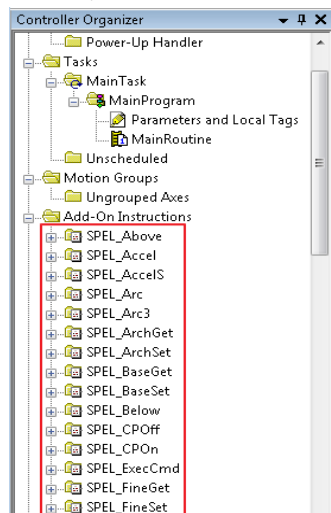 Controller Organizer
Power-Up Handler
Tasks
MainTask
MainProgram
Parameters and Local Tags
MainRoutine
Unscheduled
Motion Groups
Ungrouped Axes
Add-On Instructions
SPEL_Above
SPEL_Accel
SPEL_AccelS
SPEL_Arc
SPEL_Arc3
SPEL_ArchGet
SPEL_ArchSet
SPEL_BaseGet
SPEL_BaseSet
SPEL_Below
SPEL_CPOff
SPEL_CPOn
SPEL_ExecCmd
SPEL_FineGet
SPEL_FineSet